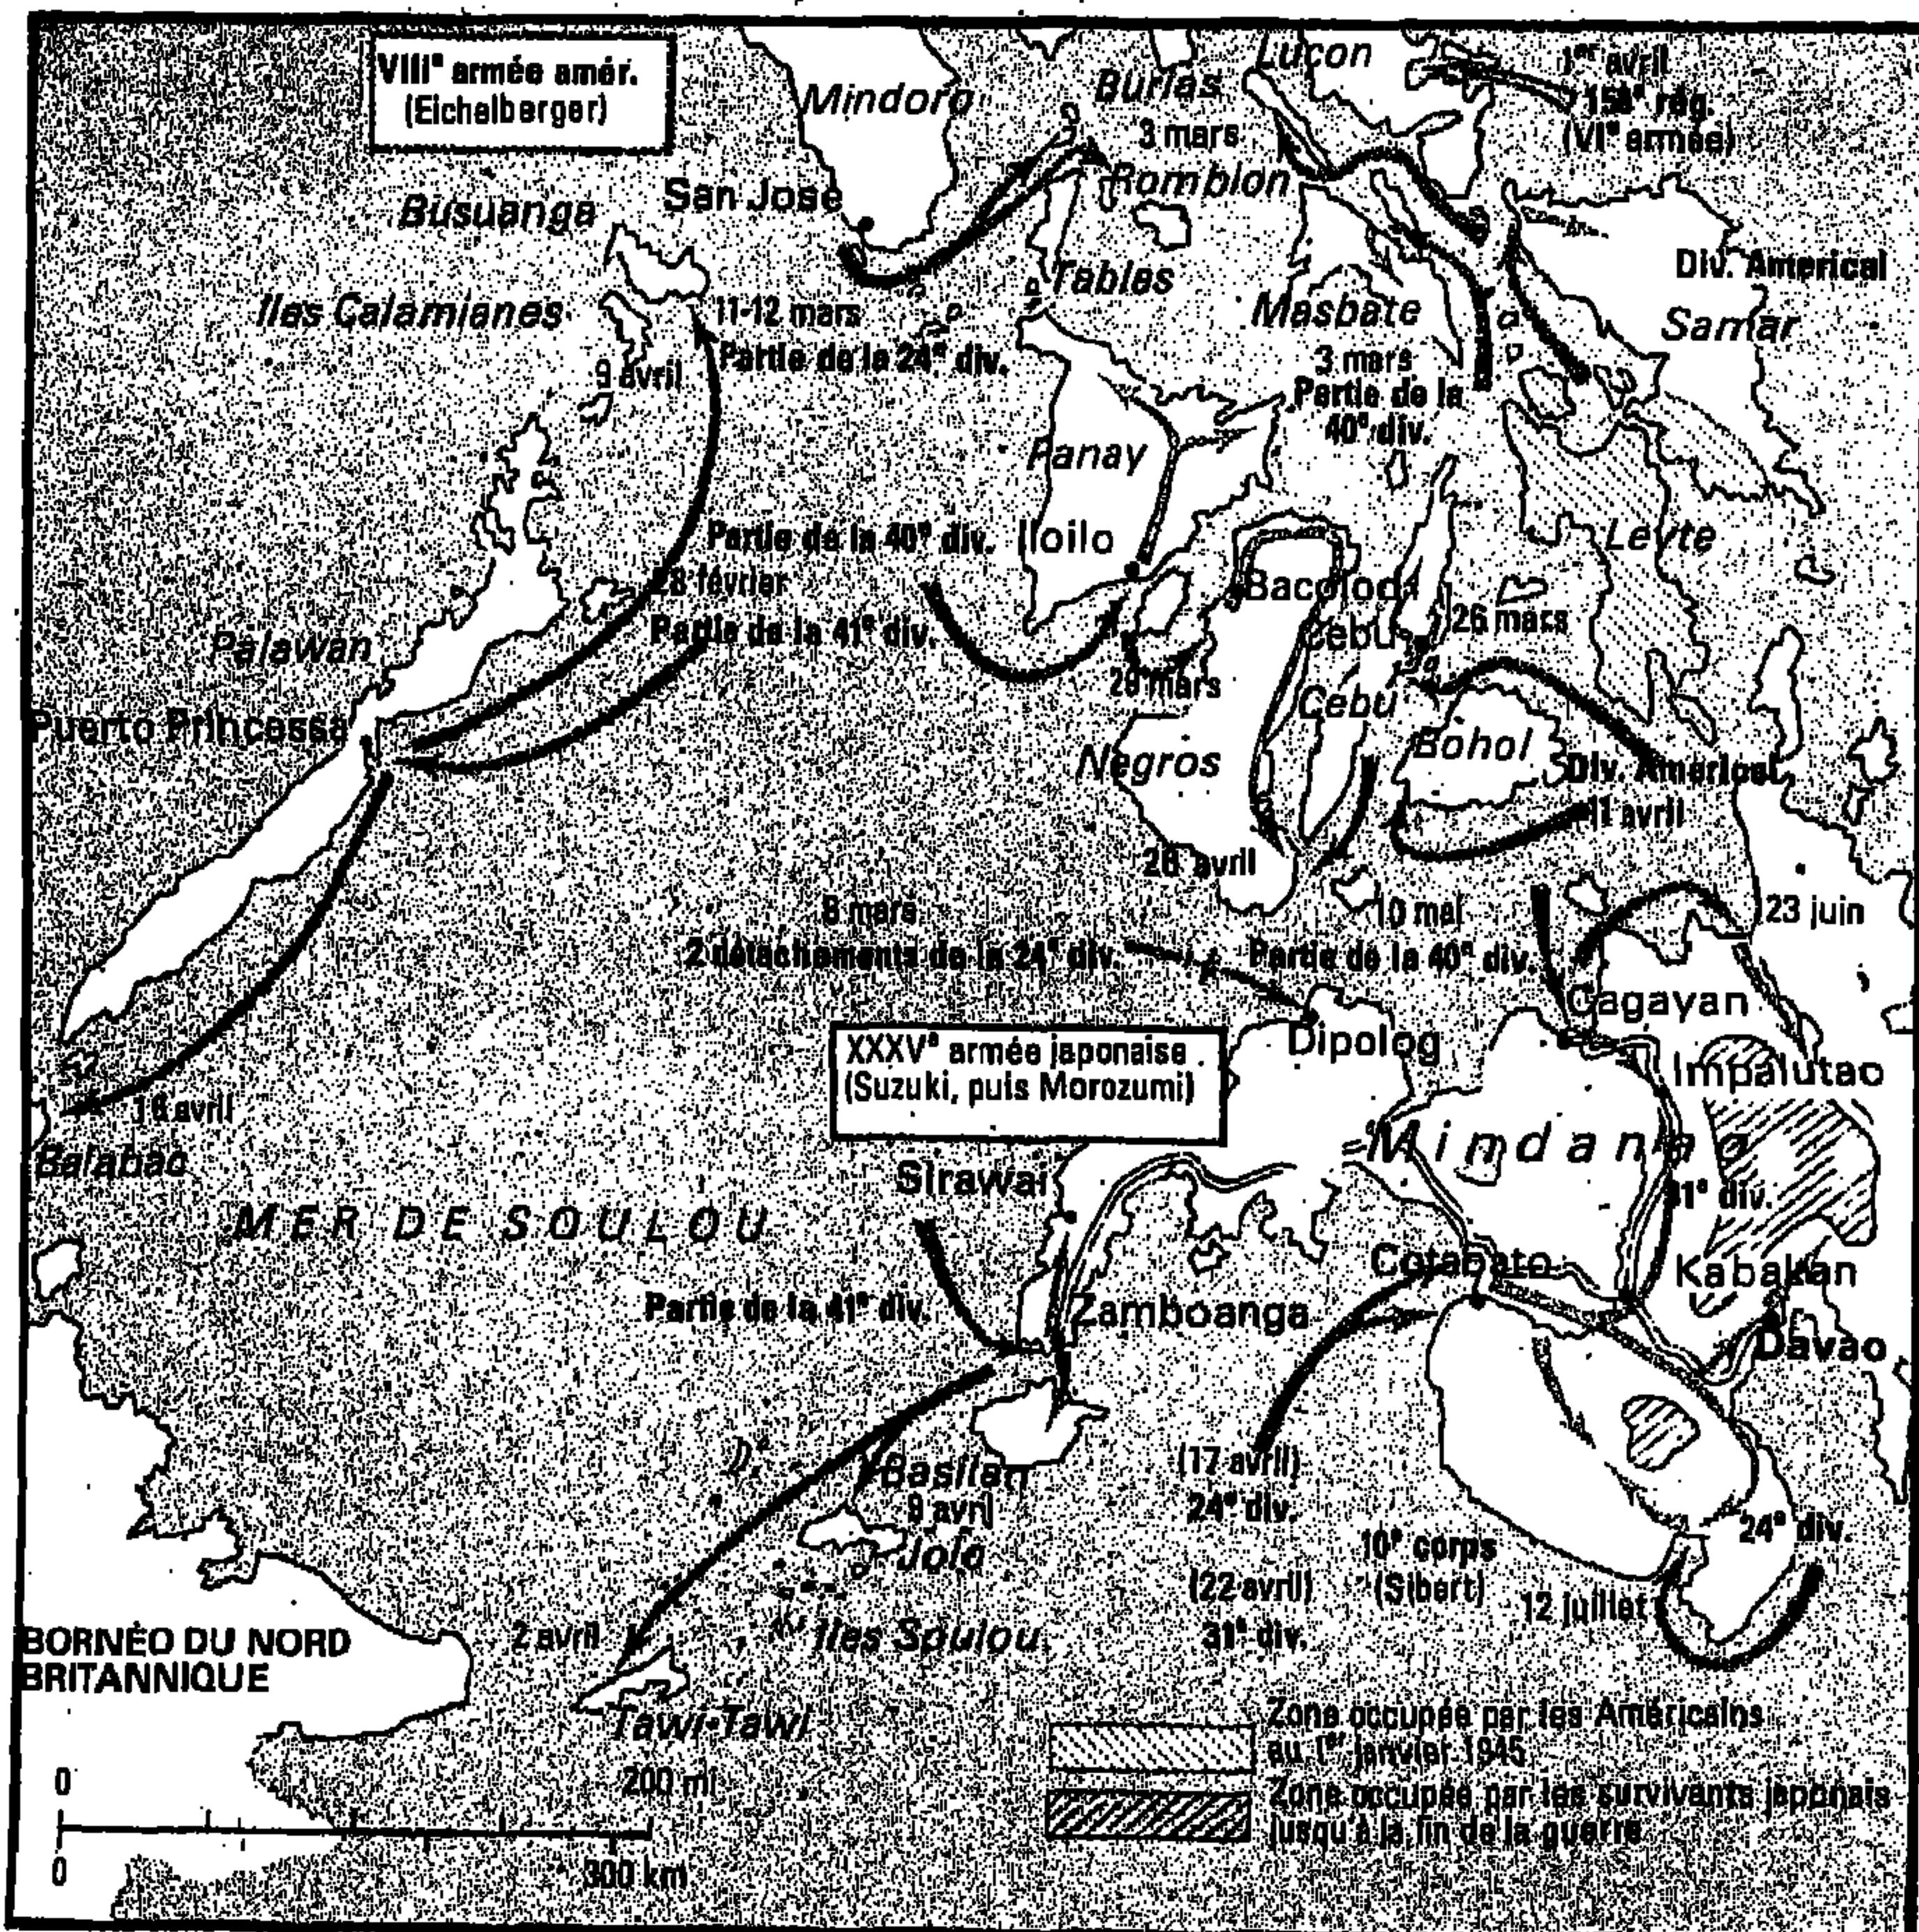 VIIIe armée amér.
(Eichelberger)
Mindoro
Burias
3 mars
Luçon
1er avril
158e rég.
(VIe armée)
Romblon
San José
Busuanga
Iles Calamianes
11-12 mars
Partie de la 24e div.
9 avril
Tables
Masbate
3 mars
Partie de la
40e div.
Div. Americal
Samar
Panay
Leyte
Partie de la 40e div.
Iloilo
28 février
Partie de la 41e div.
Bacolod
Cebu
26 mars
Palawan
29 mars
Cebu
Puerto Princessa
Negros
Bohol
Div. Americal
11 avril
26 avril
8 mars
2 détachements de la 24e div.
10 mai
Partie de la 40e div.
23 juin
Cagayan
Dipolog
XXXVe armée japonaise
(Suzuki, puis Morozumi)
Impalutao
16 avril
Balabac
Mindanao
Sirawai
31e div.
MER DE SOULOU
Cotabato
Kabakan
Partie de la 41e div.
Zamboanga
Davao
Basilan
9 avril
Jolo
(17 avril)
24e div.
10e corps
(Sibert)
(22 avril)
31e div.
24e div.
12 juillet
2 avril
Iles Soulou
BORNÉO DU NORD
BRITANNIQUE
Tawi-Tawi
Zone occupée par les Américains
au 1er janvier 1945
Zone occupée par les survivants japonais
jusqu'à la fin de la guerre
0
200 mi
0
300 km